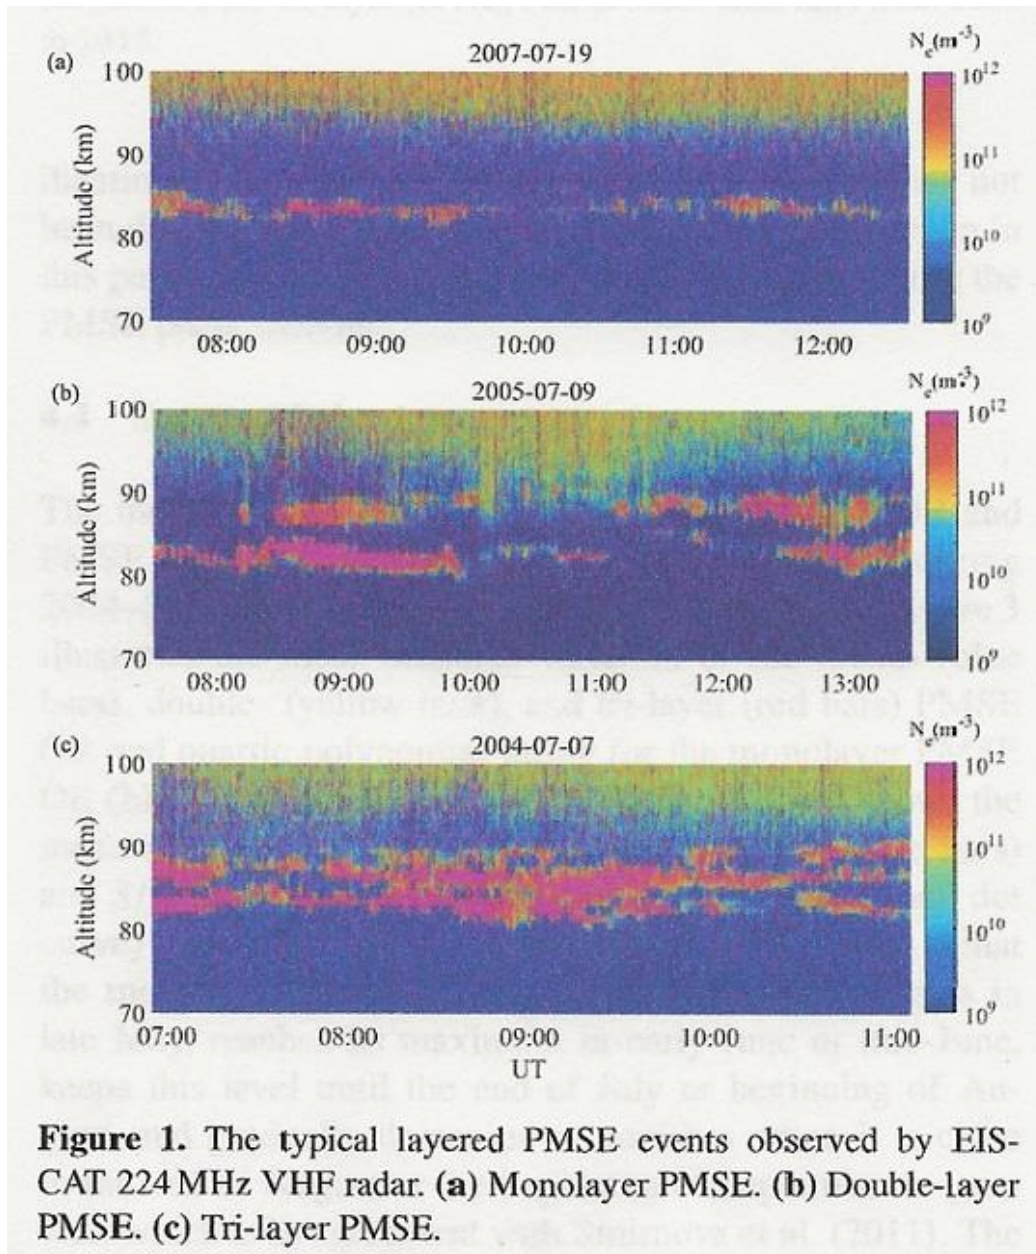 (a)
2007-07-19
N_e(m^-3)
100
90
80
70
Altitude (km)
10^12
10^11
10^10
10^9
08:00 09:00 10:00 11:00 12:00
(b)
2005-07-09
N_e(m^-3)
100
90
80
70
Altitude (km)
10^12
10^11
10^10
10^9
08:00 09:00 10:00 11:00 12:00 13:00
(c)
2004-07-07
N_e(m^-3)
100
90
80
70
Altitude (km)
10^12
10^11
10^10
10^9
07:00 08:00 09:00 10:00 11:00
UT
Figure 1. The typical layered PMSE events observed by EIS-
CAT 224 MHz VHF radar. (a) Monolayer PMSE. (b) Double-layer
PMSE. (c) Tri-layer PMSE.